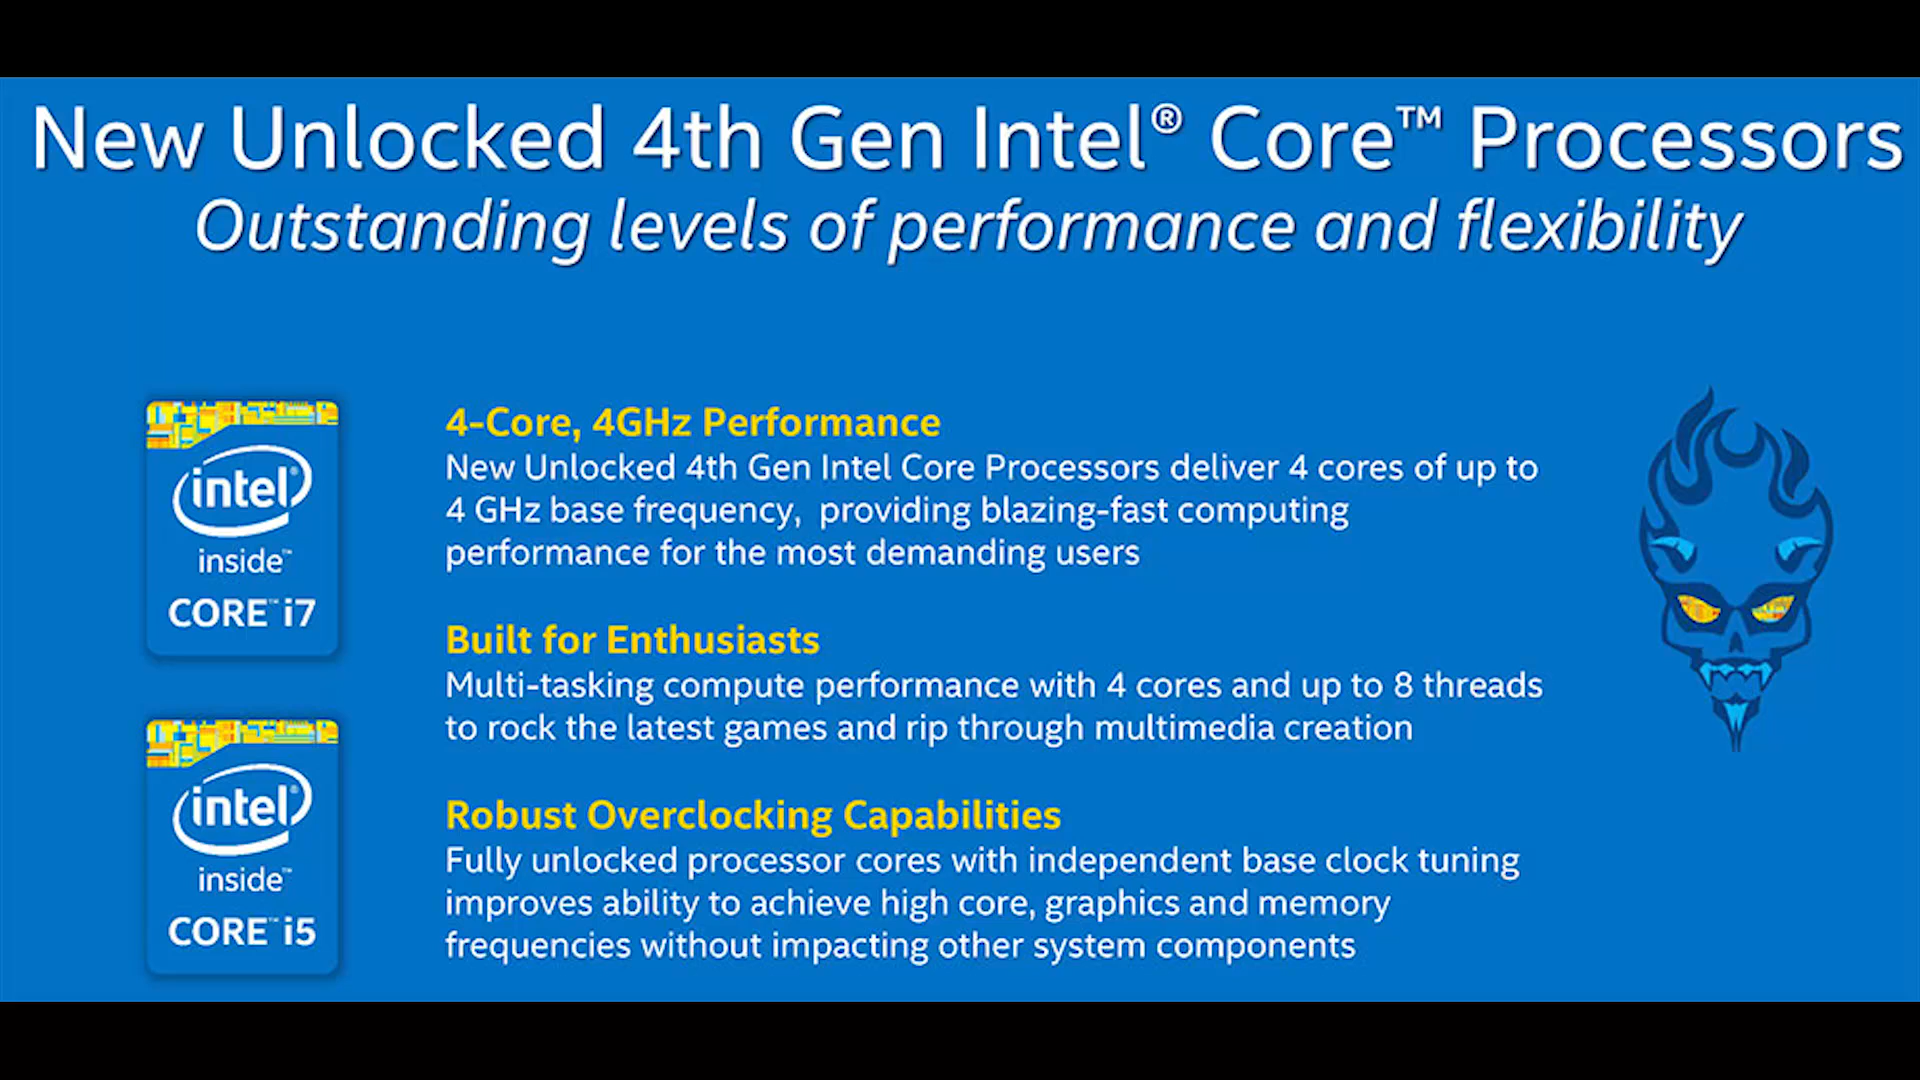 New Unlocked 4th Gen Intel® Core™ Processors
Outstanding levels of performance and flexibility
intel®
inside™
CORE™ i7
4-Core, 4GHz Performance
New Unlocked 4th Gen Intel Core Processors deliver 4 cores of up to
4 GHz base frequency, providing blazing-fast computing
performance for the most demanding users
Built for Enthusiasts
Multi-tasking compute performance with 4 cores and up to 8 threads
to rock the latest games and rip through multimedia creation
intel®
inside™
CORE™ i5
Robust Overclocking Capabilities
Fully unlocked processor cores with independent base clock tuning
improves ability to achieve high core, graphics and memory
frequencies without impacting other system components